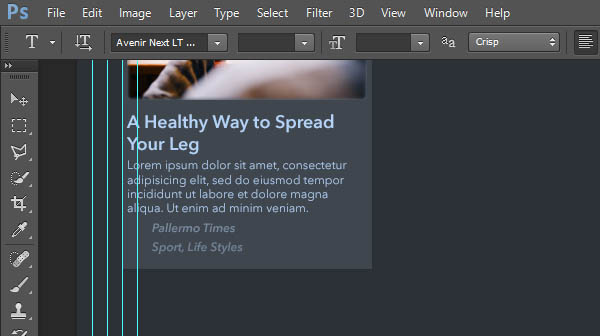 Ps File Edit Image Layer Type Select Filter 3D View Window Help
T T Avenir Next LT ... TT aa Crisp
A Healthy Way to Spread
Your Leg
Lorem ipsum dolor sit amet, consectetur
adipisicing elit, sed do eiusmod tempor
incididunt ut labore et dolore magna
aliqua. Ut enim ad minim veniam.
Pallermo Times
Sport, Life Styles